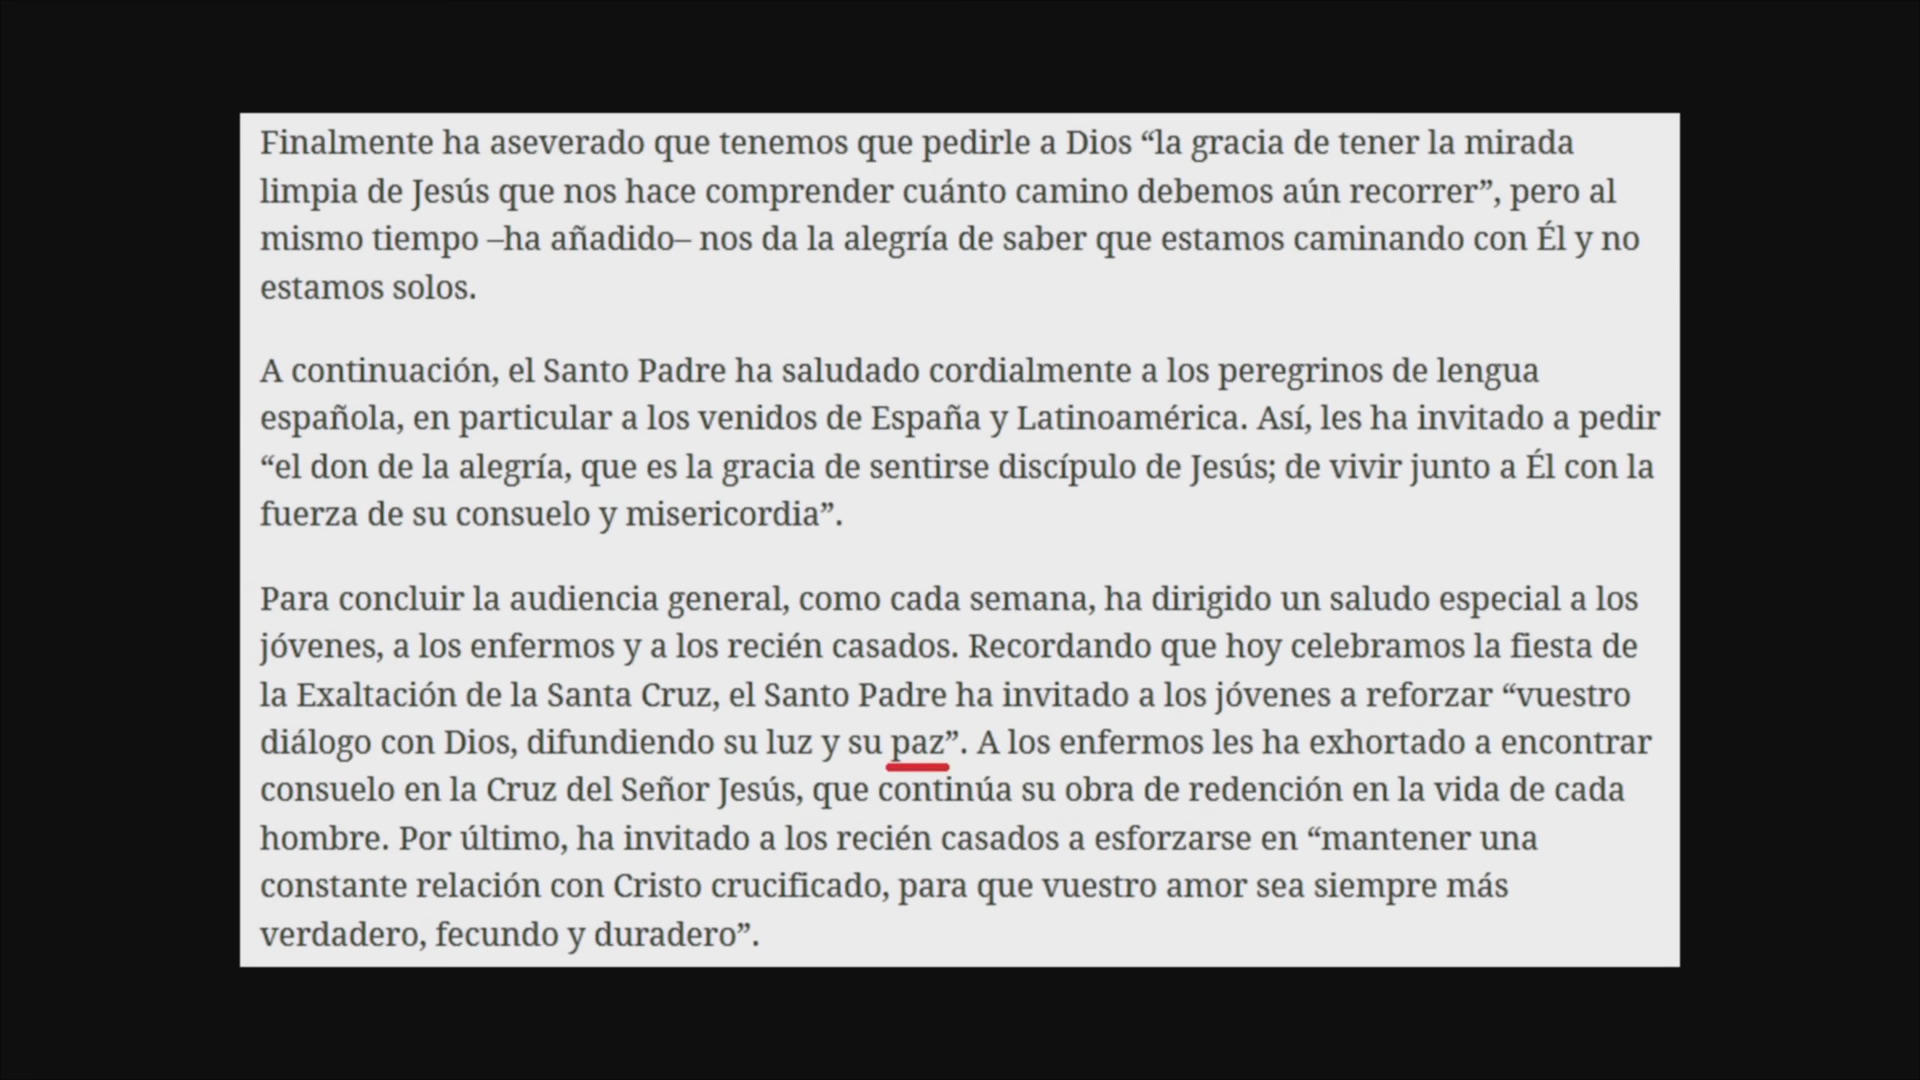 Finalmente ha aseverado que tenemos que pedirle a Dios “la gracia de tener la mirada
limpia de Jesús que nos hace comprender cuánto camino debemos aún recorrer”, pero al
mismo tiempo –ha añadido– nos da la alegría de saber que estamos caminando con Él y no
estamos solos.
A continuación, el Santo Padre ha saludado cordialmente a los peregrinos de lengua
española, en particular a los venidos de España y Latinoamérica. Así, les ha invitado a pedir
“el don de la alegría, que es la gracia de sentirse discípulo de Jesús; de vivir junto a Él con la
fuerza de su consuelo y misericordia”.
Para concluir la audiencia general, como cada semana, ha dirigido un saludo especial a los
jóvenes, a los enfermos y a los recién casados. Recordando que hoy celebramos la fiesta de
la Exaltación de la Santa Cruz, el Santo Padre ha invitado a los jóvenes a reforzar “vuestro
diálogo con Dios, difundiendo su luz y su paz”. A los enfermos les ha exhortado a encontrar
consuelo en la Cruz del Señor Jesús, que continúa su obra de redención en la vida de cada
hombre. Por último, ha invitado a los recién casados a esforzarse en “mantener una
constante relación con Cristo crucificado, para que vuestro amor sea siempre más
verdadero, fecundo y duradero”.